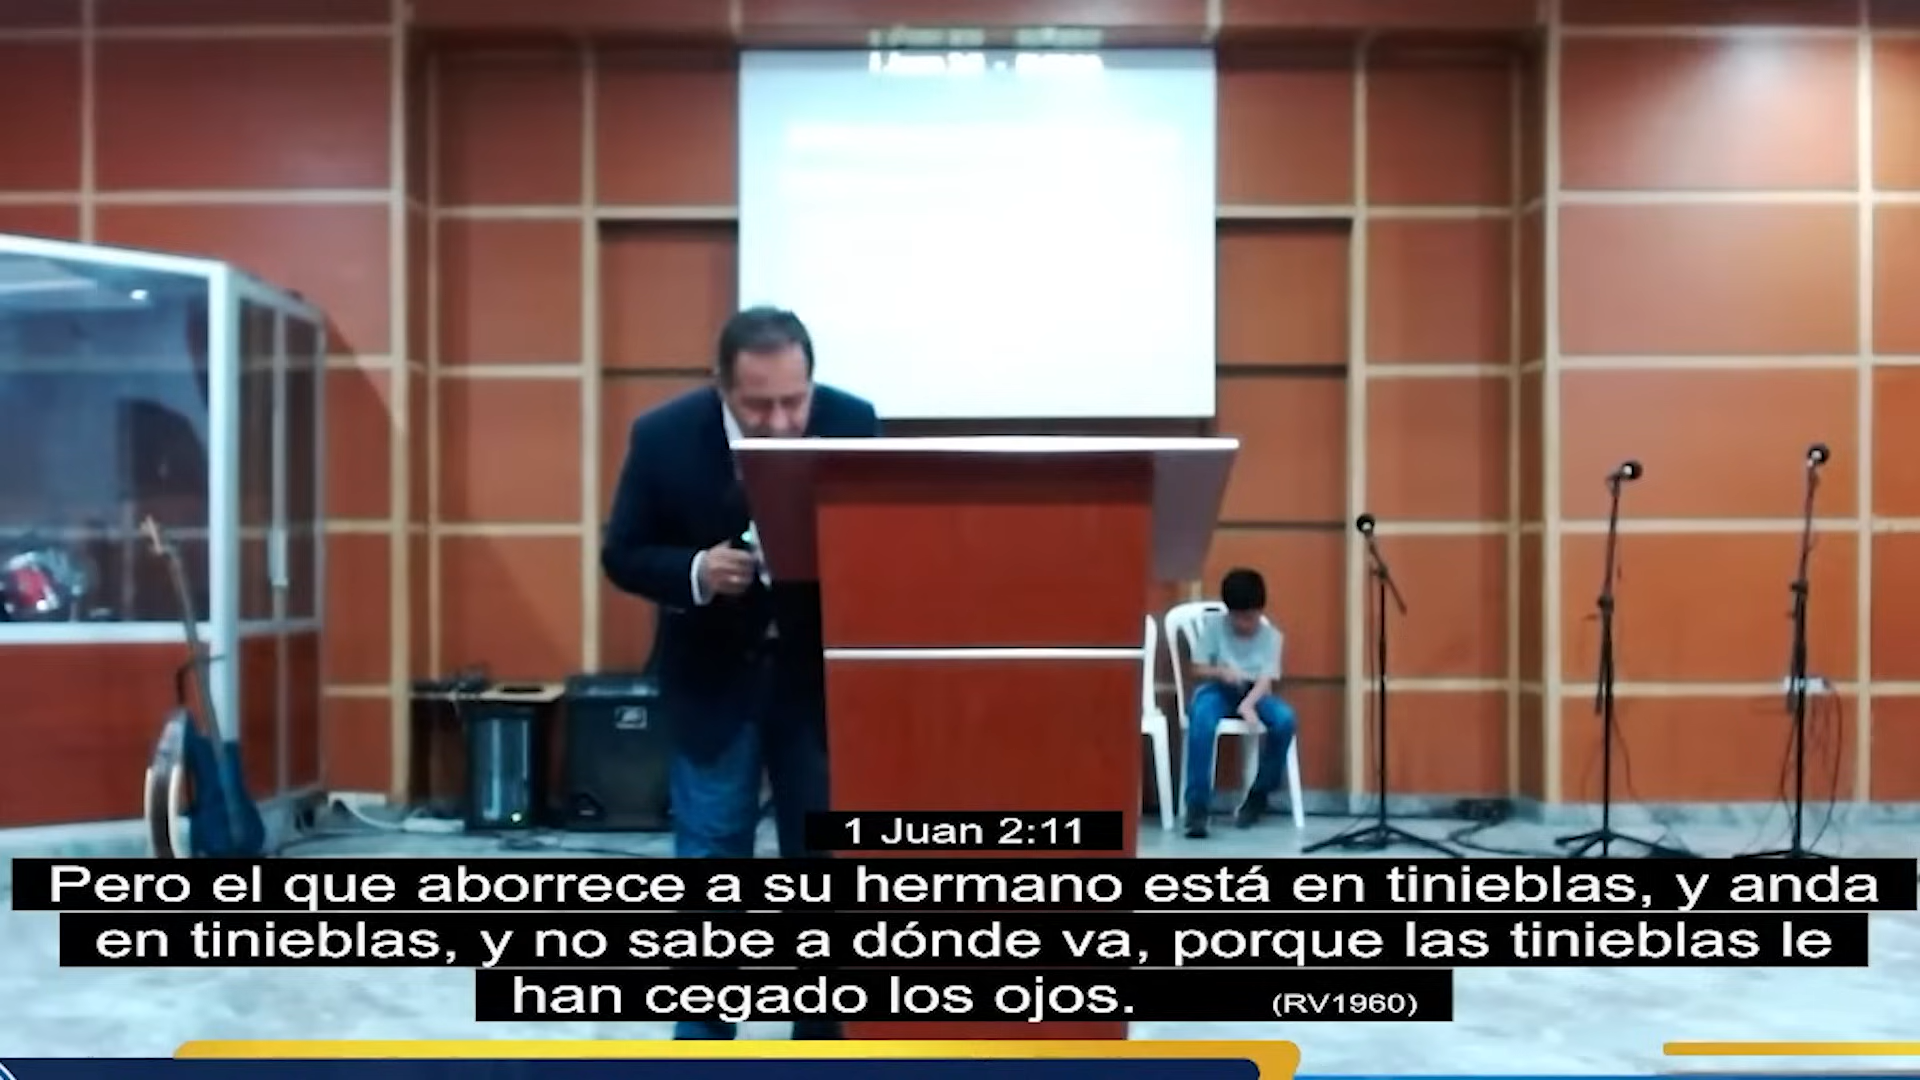 1 Juan 2:11
Pero el que aborrece a su hermano está en tinieblas, y anda
en tinieblas, y no sabe a dónde va, porque las tinieblas le
han cegado los ojos. (RV1960)